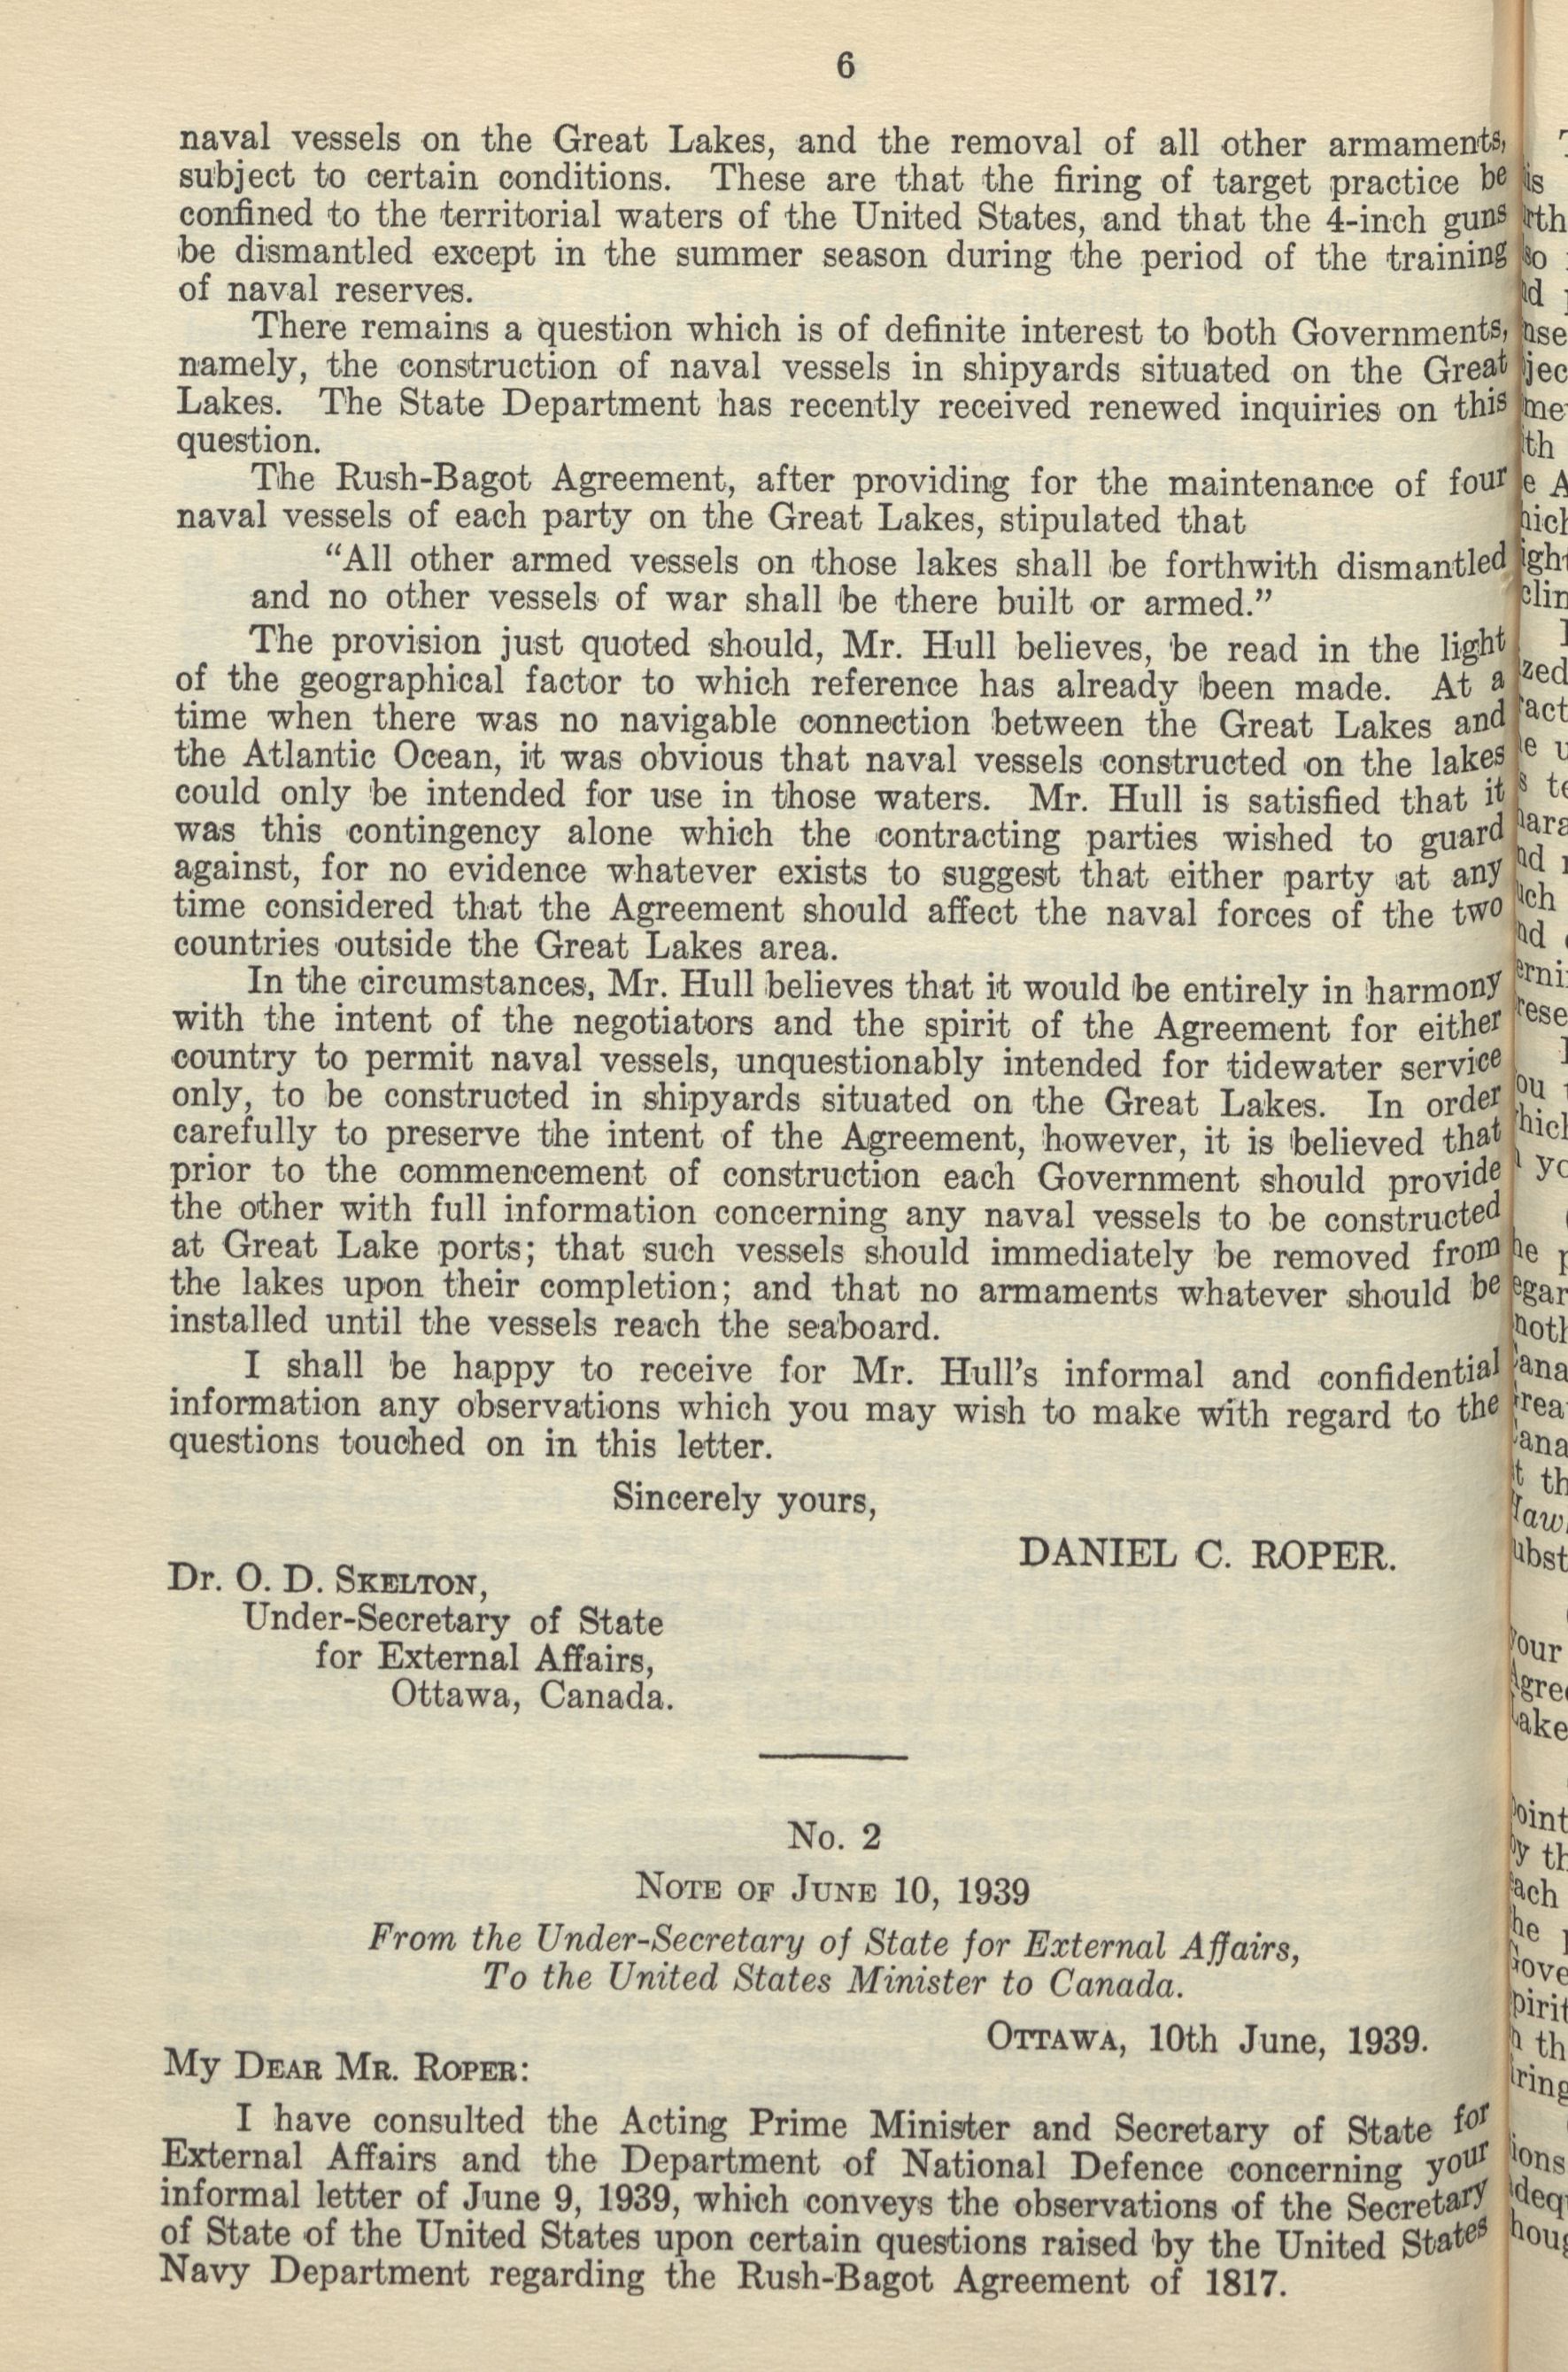 6
naval vessels on the Great Lakes, and the removal of all other armaments,
subject to certain conditions. These are that the firing of target practice be
confined to the territorial waters of the United States, and that the 4-inch guns
be dismantled except in the summer season during the period of the training
of naval reserves.
There remains a question which is of definite interest to both Governments,
namely, the construction of naval vessels in shipyards situated on the Great
Lakes. The State Department has recently received renewed inquiries on this
question.
The Rush-Bagot Agreement, after providing for the maintenance of four
naval vessels of each party on the Great Lakes, stipulated that
“All other armed vessels on those lakes shall be forthwith dismantled
and no other vessels of war shall be there built or armed.”
The provision just quoted should, Mr. Hull believes, be read in the light
of the geographical factor to which reference has already been made. At a
time when there was no navigable connection between the Great Lakes and
the Atlantic Ocean, it was obvious that naval vessels constructed on the lakes
could only be intended for use in those waters. Mr. Hull is satisfied that it
was this contingency alone which the contracting parties wished to guard
against, for no evidence whatever exists to suggest that either party at any
time considered that the Agreement should affect the naval forces of the two
countries outside the Great Lakes area.
In the circumstances, Mr. Hull believes that it would be entirely in harmony
with the intent of the negotiators and the spirit of the Agreement for either
country to permit naval vessels, unquestionably intended for tidewater service
only, to be constructed in shipyards situated on the Great Lakes. In order
carefully to preserve the intent of the Agreement, however, it is believed that
prior to the commencement of construction each Government should provide
the other with full information concerning any naval vessels to be constructed
at Great Lake ports; that such vessels should immediately be removed from
the lakes upon their completion; and that no armaments whatever should be
installed until the vessels reach the seaboard.
I shall be happy to receive for Mr. Hull’s informal and confidential
information any observations which you may wish to make with regard to the
questions touched on in this letter.
Sincerely yours,
DANIEL C. ROPER.
Dr. O. D. SKELTON,
Under-Secretary of State
for External Affairs,
Ottawa, Canada.
No. 2
NOTE OF JUNE 10, 1939
From the Under-Secretary of State for External Affairs,
To the United States Minister to Canada.
OTTAWA, 10th June, 1939.
My DEAR MR. ROPER:
I have consulted the Acting Prime Minister and Secretary of State for
External Affairs and the Department of National Defence concerning your
informal letter of June 9, 1939, which conveys the observations of the Secretary
of State of the United States upon certain questions raised by the United States
Navy Department regarding the Rush-Bagot Agreement of 1817.